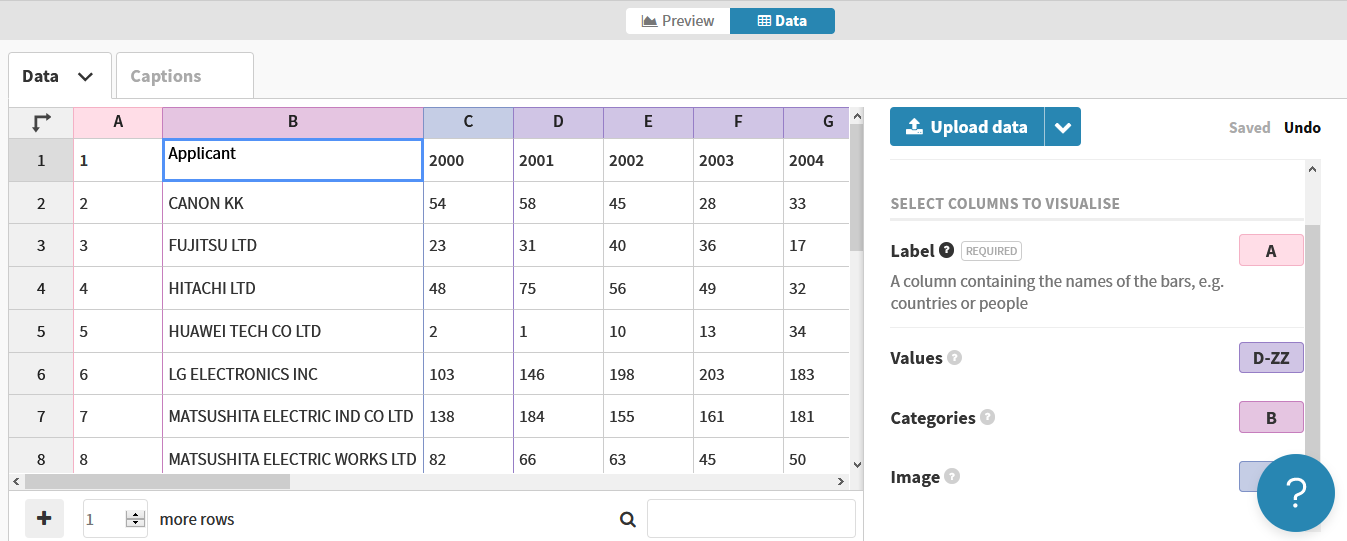 Preview Data
Data Captions
A B C D E F G
1 1 Applicant 2000 2001 2002 2003 2004
2 2 CANON KK 54 58 45 28 33
3 3 FUJITSU LTD 23 31 40 36 17
4 4 HITACHI LTD 48 75 56 49 32
5 5 HUAWEI TECH CO LTD 2 1 10 13 34
6 6 LG ELECTRONICS INC 103 146 198 203 183
7 7 MATSUSHITA ELECTRIC IND CO LTD 138 184 155 161 181
8 8 MATSUSHITA ELECTRIC WORKS LTD 82 66 63 45 50
1 more rows
Upload data Saved Undo
SELECT COLUMNS TO VISUALISE
Label ? REQUIRED A
A column containing the names of the bars, e.g.
countries or people
Values ? D-ZZ
Categories ? B
Image ?
?